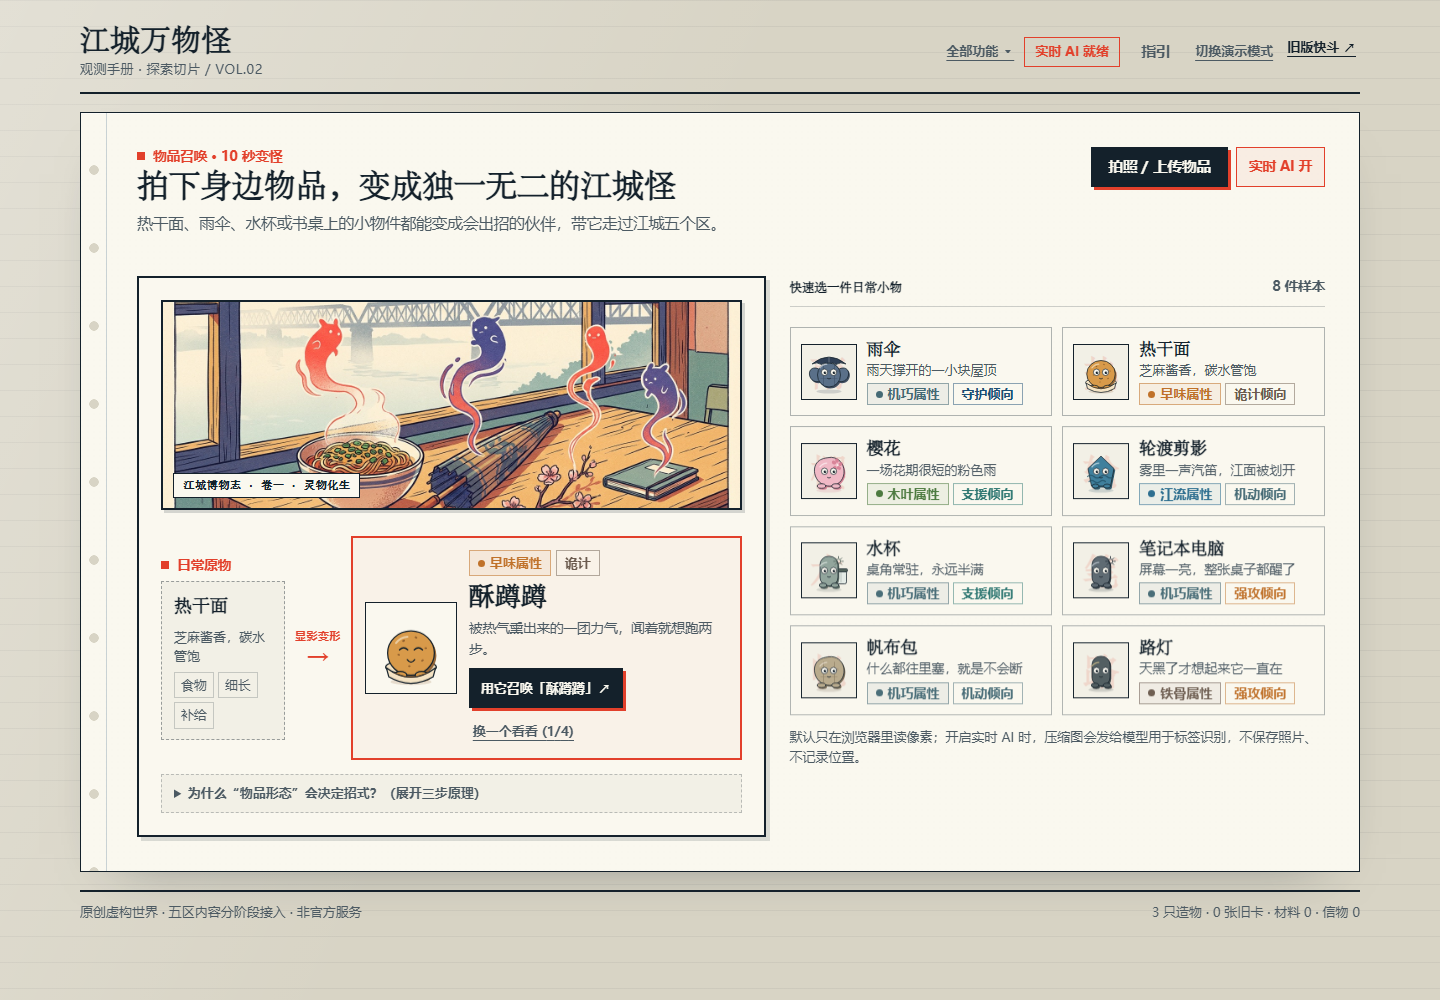 江城万物怪
观测手册 · 探索切片 / VOL.02
全部功能
实时 AI 就绪
指引
切换演示模式
旧版快斗 ↗
物品召唤 • 10 秒变怪
拍下身边物品，变成独一无二的江城怪
热干面、雨伞、水杯或书桌上的小物件都能变成会出招的伙伴，带它走过江城五个区。
拍照 / 上传物品
实时 AI 开
江城博物志 · 卷一 · 灵物化生
日常原物
热干面
芝麻酱香，碳水
管饱
食物 细长
补给
显影变形
→
早味属性 诡计
酥蹲蹲
被热气熏出来的一团力气，闻着就想跑两
步。
用它召唤「酥蹲蹲」 ↗
换一个看看 (1/4)
▶ 为什么“物品形态”会决定招式？（展开三步原理）
快速选一件日常小物
8 件样本
雨伞
雨天撑开的一小块屋顶
机巧属性 守护倾向
热干面
芝麻酱香，碳水管饱
早味属性 诡计倾向
樱花
一场花期很短的粉色雨
木叶属性 支援倾向
轮渡剪影
雾里一声汽笛，江面被划开
江流属性 机动倾向
水杯
桌角常驻，永远半满
机巧属性 支援倾向
笔记本电脑
屏幕一亮，整张桌子都醒了
机巧属性 强攻倾向
帆布包
什么都往里塞，就是不会断
机巧属性 机动倾向
路灯
天黑了才想起来它一直在
铁骨属性 强攻倾向
默认只在浏览器里读像素；开启实时 AI 时，压缩图会发给模型用于标签识别，不保存照片、
不记录位置。
原创虚构世界 · 五区内容分阶段接入 · 非官方服务
3 只造物 · 0 张旧卡 · 材料 0 · 信物 0